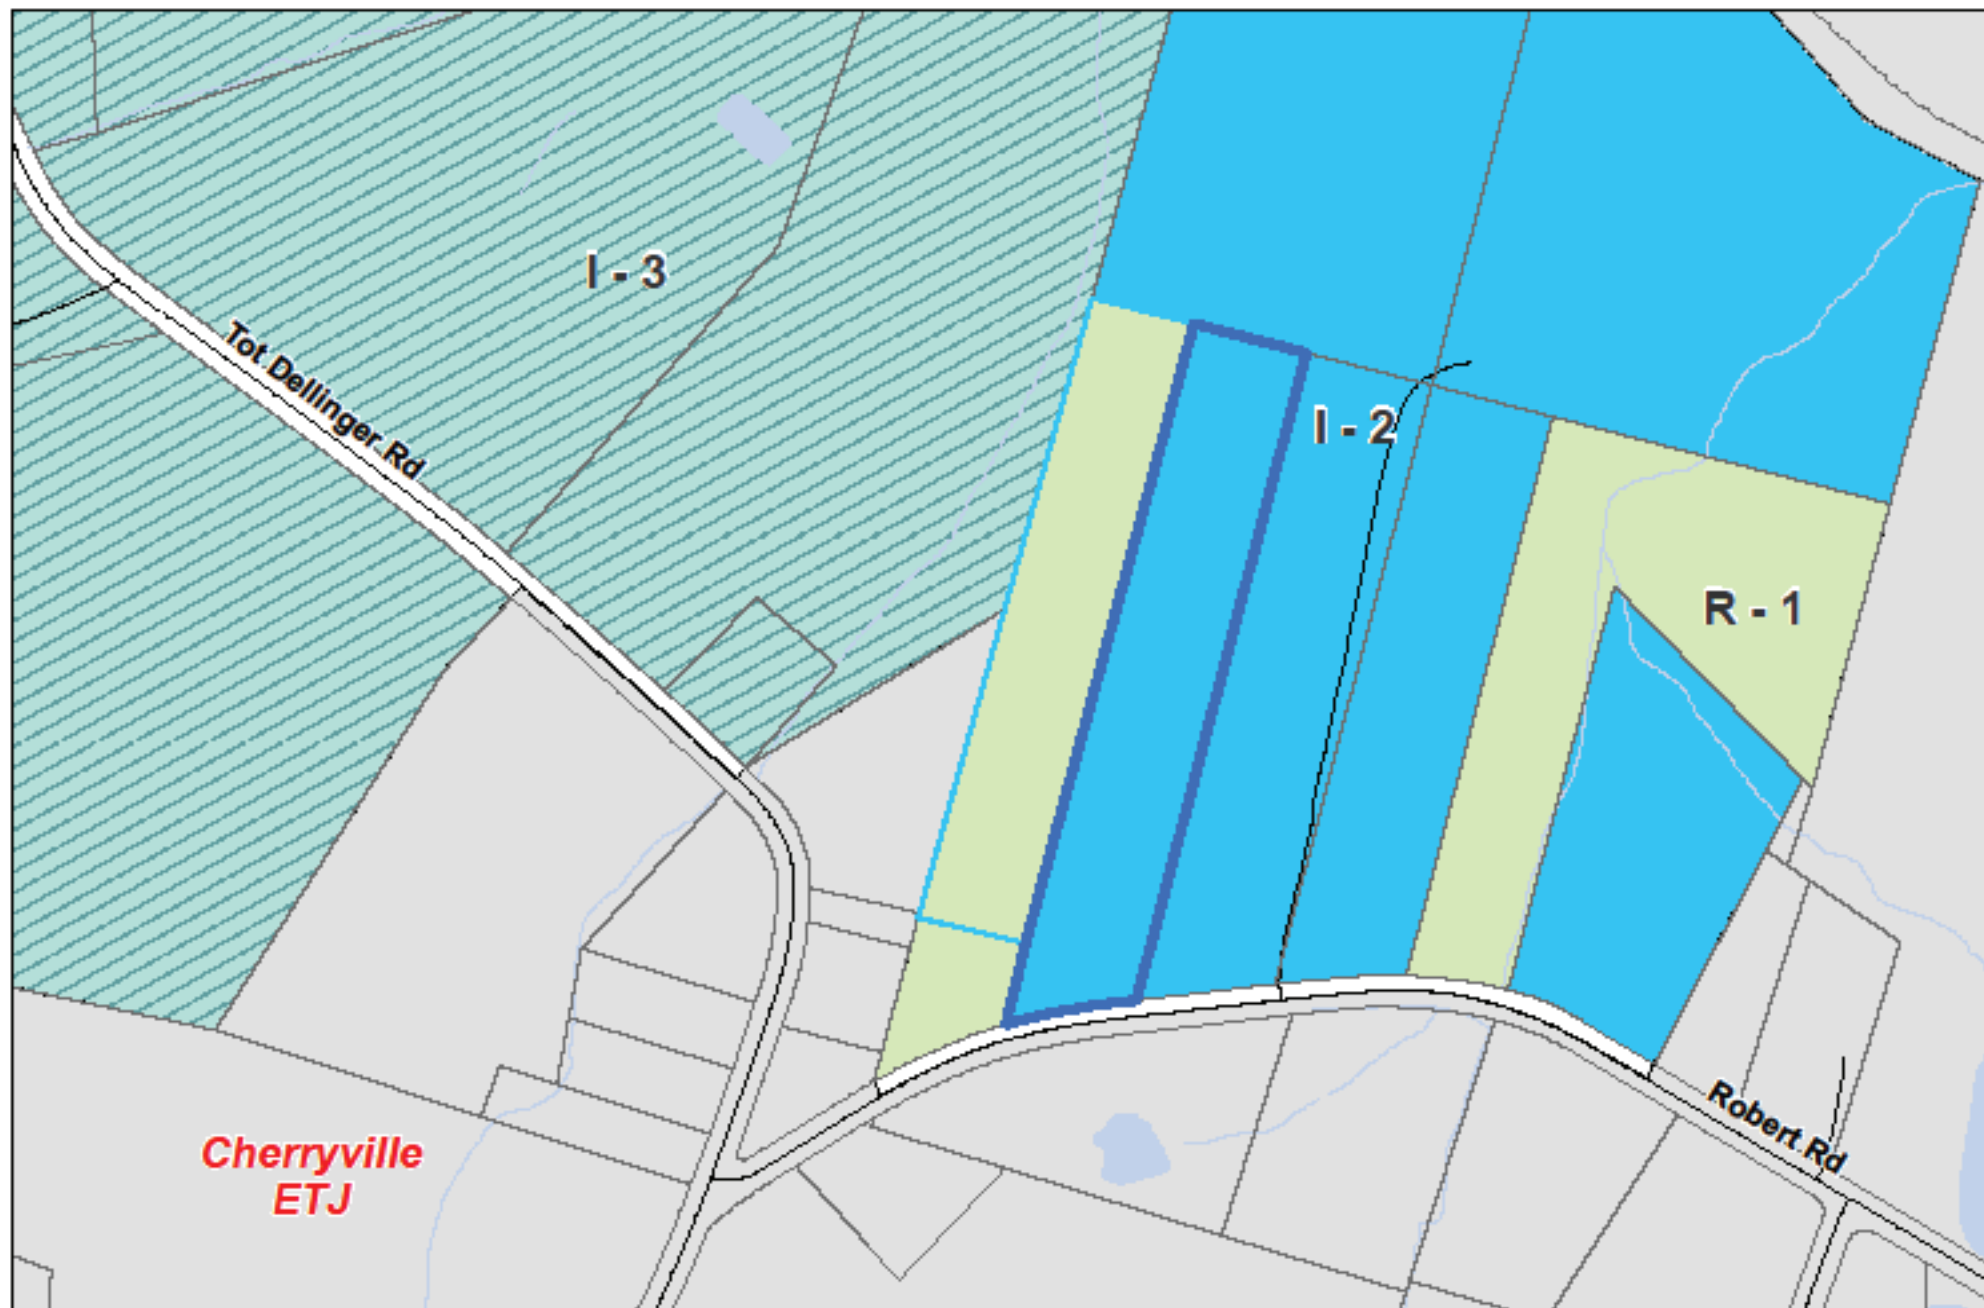 I - 3
Tot Dellinger Rd
I - 2
R - 1
Robert Rd
Cherryville
ETJ